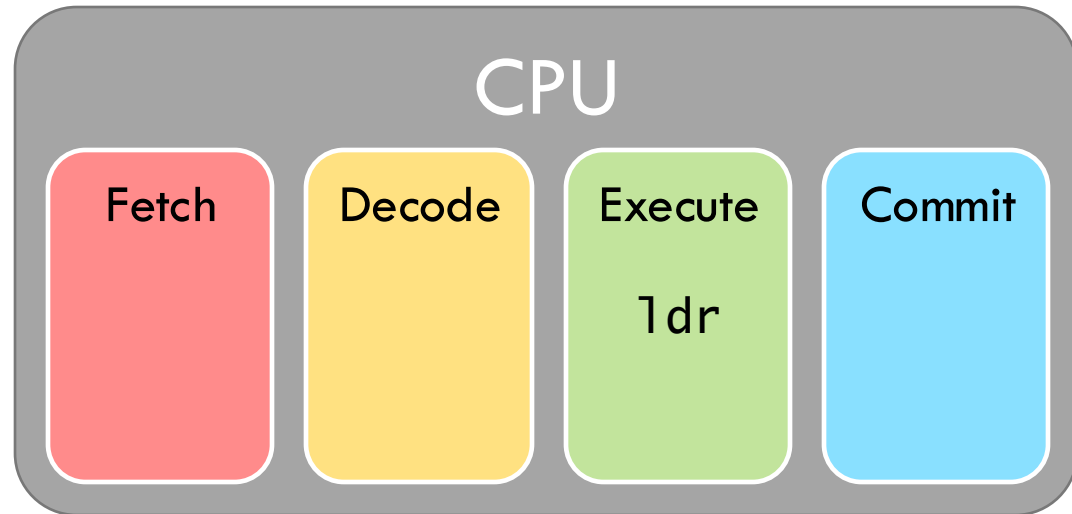 CPU
Fetch
Decode
Execute
Commit
ldr